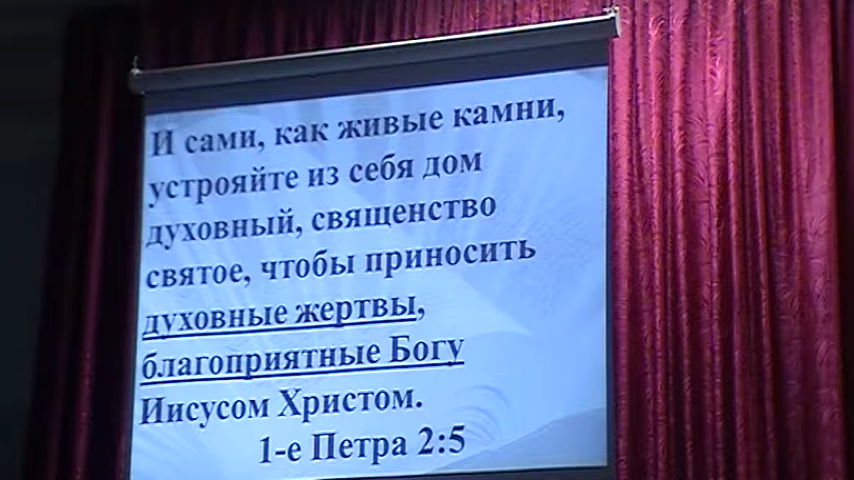 И сами, как живые камни,
устрояйте из себя дом
духовный, священство
святое, чтобы приносить
духовные жертвы,
благоприятные Богу
Иисусом Христом.
1-е Петра 2:5